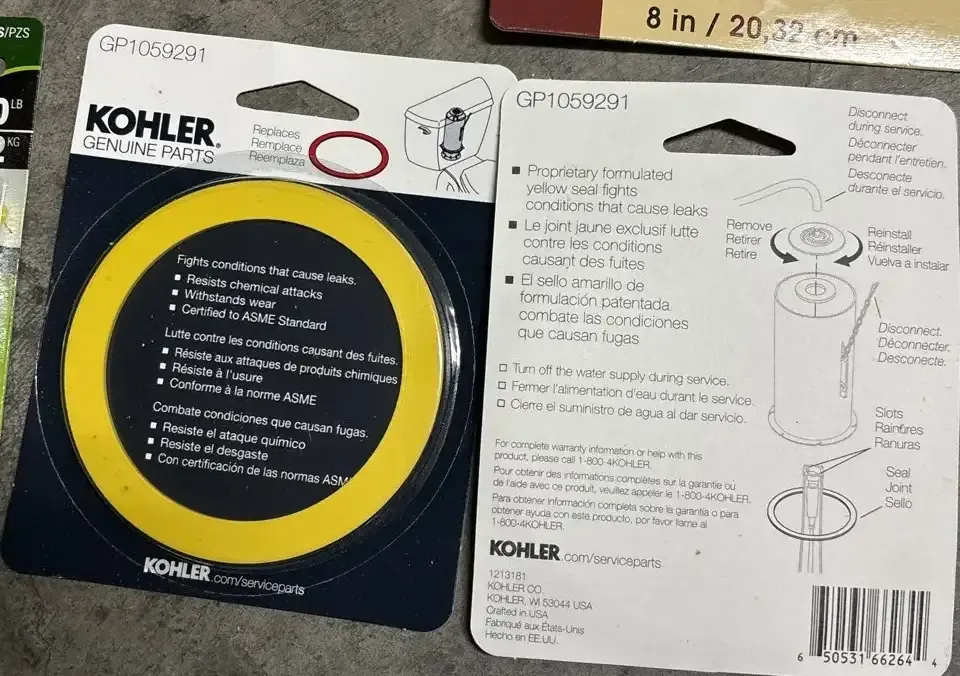 S/PZS
LB
KG
8 in / 20,32 cm
GP1059291
KOHLER®
GENUINE PARTS
Replaces
Remplace
Reemplaza
Fights conditions that cause leaks.
■ Resists chemical attacks
■ Withstands wear
■ Certified to ASME Standard
Lutte contre les conditions causant des fuites.
■ Résiste aux attaques de produits chimiques
■ Résiste à l'usure
■ Conforme à la norme ASME
Combate condiciones que causan fugas.
■ Resiste el ataque químico
■ Resiste el desgaste
■ Con certificación de las normas ASM
KOHLER.com/serviceparts
GP1059291
■ Proprietary formulated
yellow seal fights
conditions that cause leaks
■ Le joint jaune exclusif lutte
contre les conditions
causant des fuites
■ El sello amarillo de
formulación patentada
combate las condiciones
que causan fugas
□ Turn off the water supply during service.
□ Fermer l'alimentation d'eau durant le service.
□ Cierre el suministro de agua al dar servicio.
For complete warranty information or help with this
product, please call 1-800-4KOHLER.
Pour obtenir des informations complètes sur la garantie ou
de l'aide avec ce produit, veuillez appeler le 1-800-4KOHLER.
Para obtener información completa sobre la garantía o para
obtener ayuda con este producto, por favor llame al
1-800-4KOHLER.
KOHLER.com/serviceparts
1213181
KOHLER CO.
KOHLER, WI 53044 USA
Crafted in USA
Fabriqué aux États-Unis
Hecho en EE.UU.
Disconnect
during service.
Déconnecter
pendant l'entretien.
Desconecte
durante el servicio.
Remove
Retirer
Retire
Reinstall
Réinstaller
Vuelva a instalar
Disconnect.
Déconnecter.
Desconecte.
Slots
Rainures
Ranuras
Seal
Joint
Sello
6 50531 66264 4